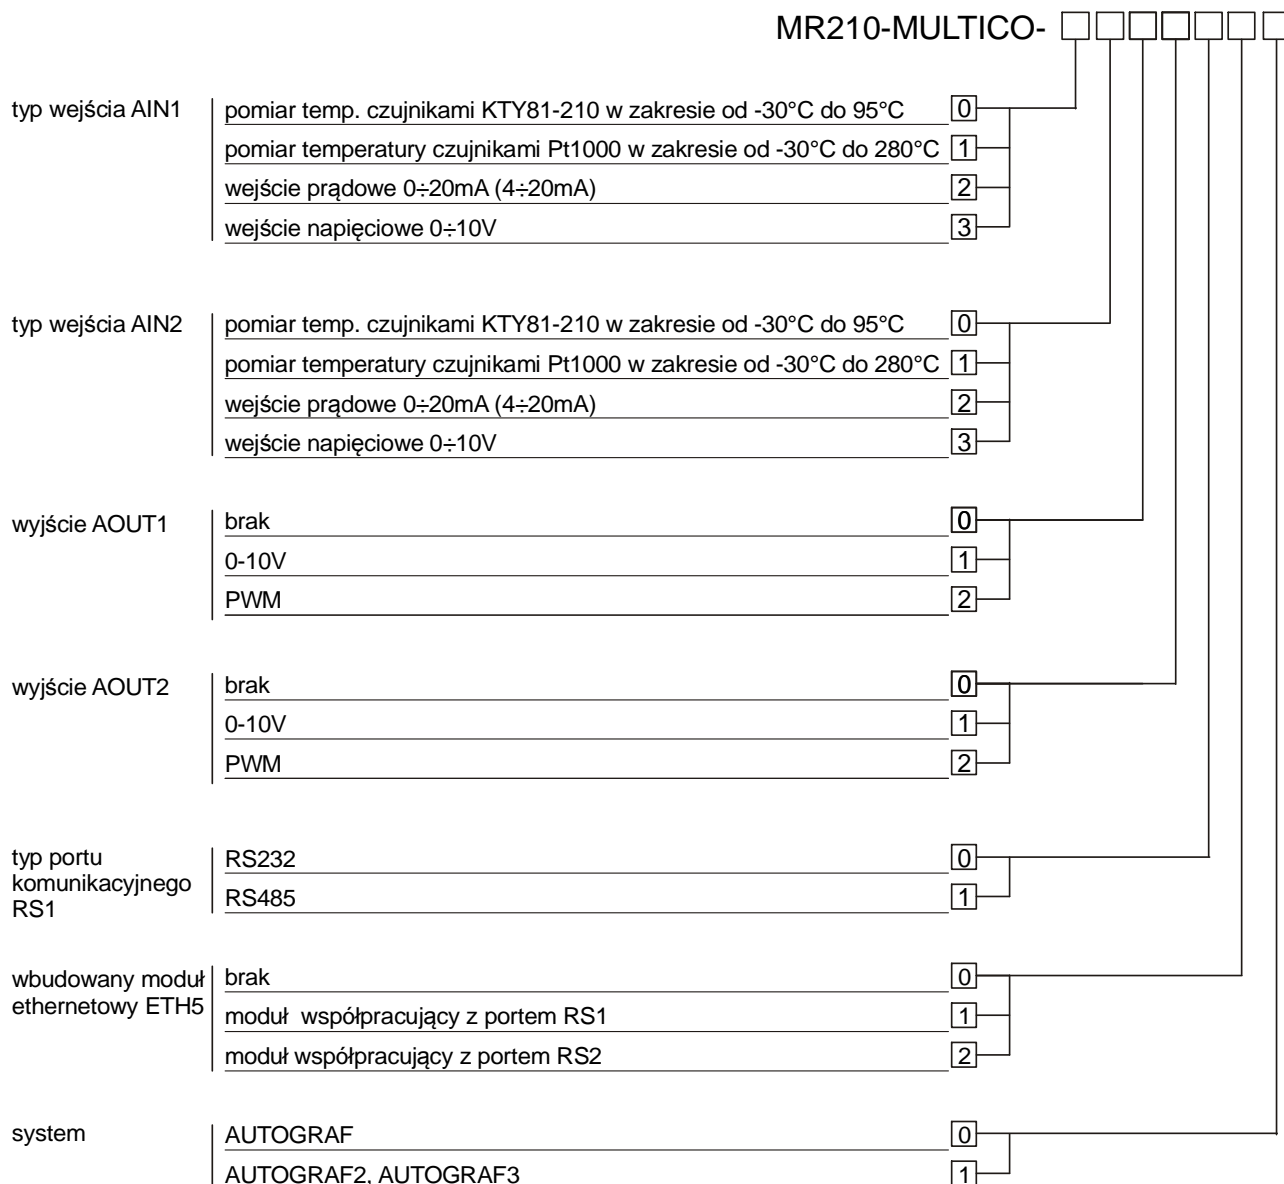 MR210-MULTICO-
typ wejścia AIN1
pomiar temp. czujnikami KTY81-210 w zakresie od -30°C do 95°C 0
pomiar temperatury czujnikami Pt1000 w zakresie od -30°C do 280°C 1
wejście prądowe 0÷20mA (4÷20mA) 2
wejście napięciowe 0÷10V 3
typ wejścia AIN2
pomiar temp. czujnikami KTY81-210 w zakresie od -30°C do 95°C 0
pomiar temperatury czujnikami Pt1000 w zakresie od -30°C do 280°C 1
wejście prądowe 0÷20mA (4÷20mA) 2
wejście napięciowe 0÷10V 3
wyjście AOUT1
brak 0
0-10V 1
PWM 2
wyjście AOUT2
brak 0
0-10V 1
PWM 2
typ portu
komunikacyjnego
RS1
RS232 0
RS485 1
wbudowany moduł
ethernetowy ETH5
brak 0
moduł współpracujący z portem RS1 1
moduł współpracujący z portem RS2 2
system
AUTOGRAF 0
AUTOGRAF2, AUTOGRAF3 1